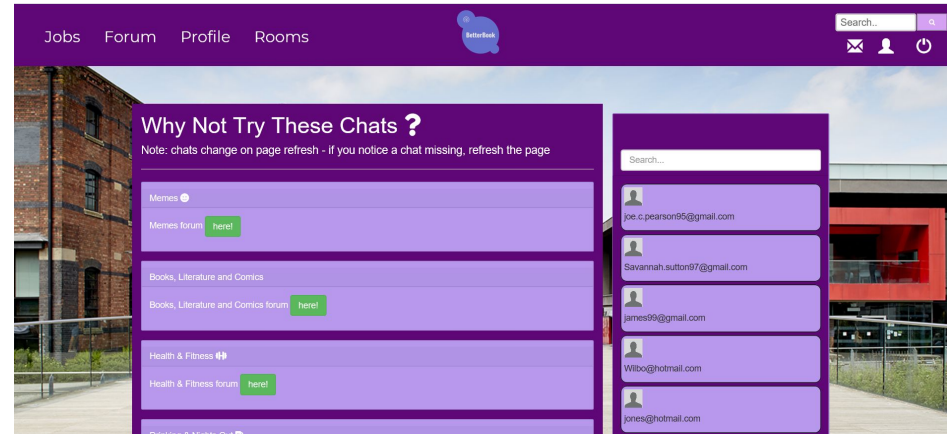 Jobs Forum Profile Rooms
BetterBook
Search..
Why Not Try These Chats ?
Note: chats change on page refresh - if you notice a chat missing, refresh the page
Memes
Memes forum here!
Books, Literature and Comics
Books, Literature and Comics forum here!
Health & Fitness
Health & Fitness forum here!
Search...
joe.c.pearson95@gmail.com
Savannah.sutton97@gmail.com
james99@gmail.com
Wilbo@hotmail.com
jones@hotmail.com